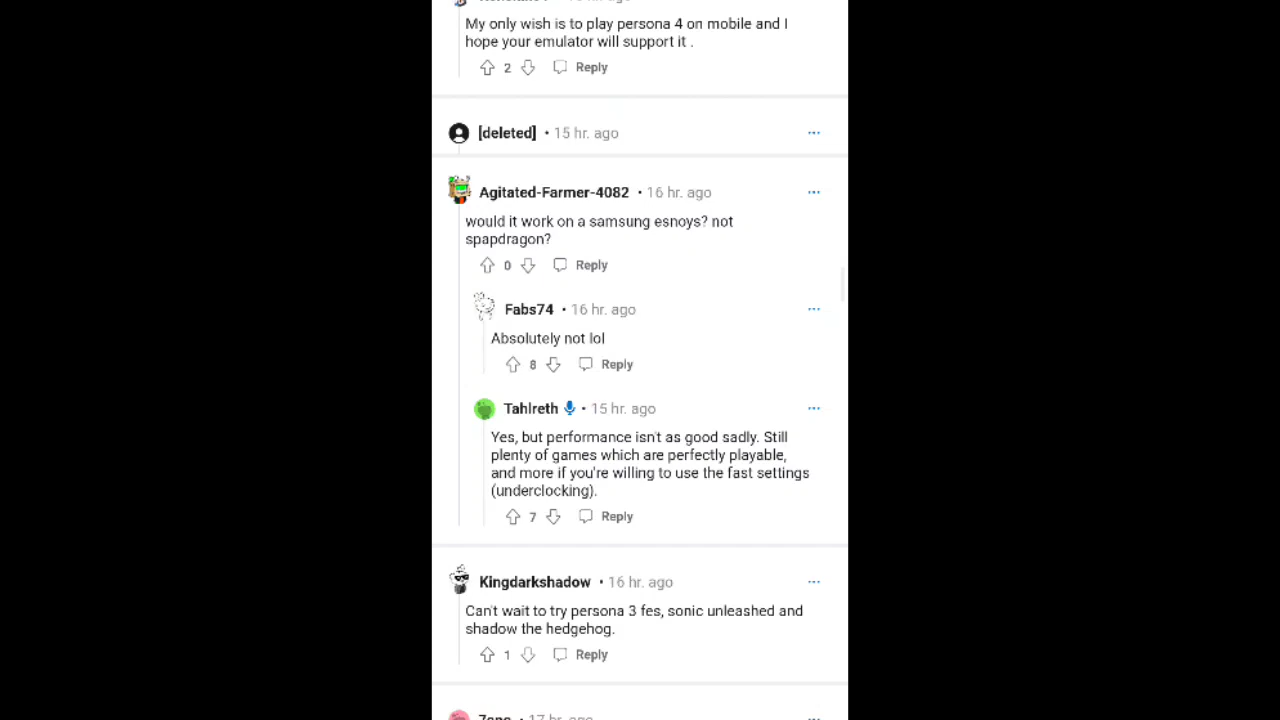 My only wish is to play persona 4 on mobile and I
hope your emulator will support it .
2 Reply
[deleted] • 15 hr. ago
Agitated-Farmer-4082 • 16 hr. ago
would it work on a samsung esnoys? not
spapdragon?
0 Reply
Fabs74 • 16 hr. ago
Absolutely not lol
8 Reply
Tahlreth • 15 hr. ago
Yes, but performance isn't as good sadly. Still
plenty of games which are perfectly playable,
and more if you're willing to use the fast settings
(underclocking).
7 Reply
Kingdarkshadow • 16 hr. ago
Can't wait to try persona 3 fes, sonic unleashed and
shadow the hedgehog.
1 Reply
• 17 hr. ago